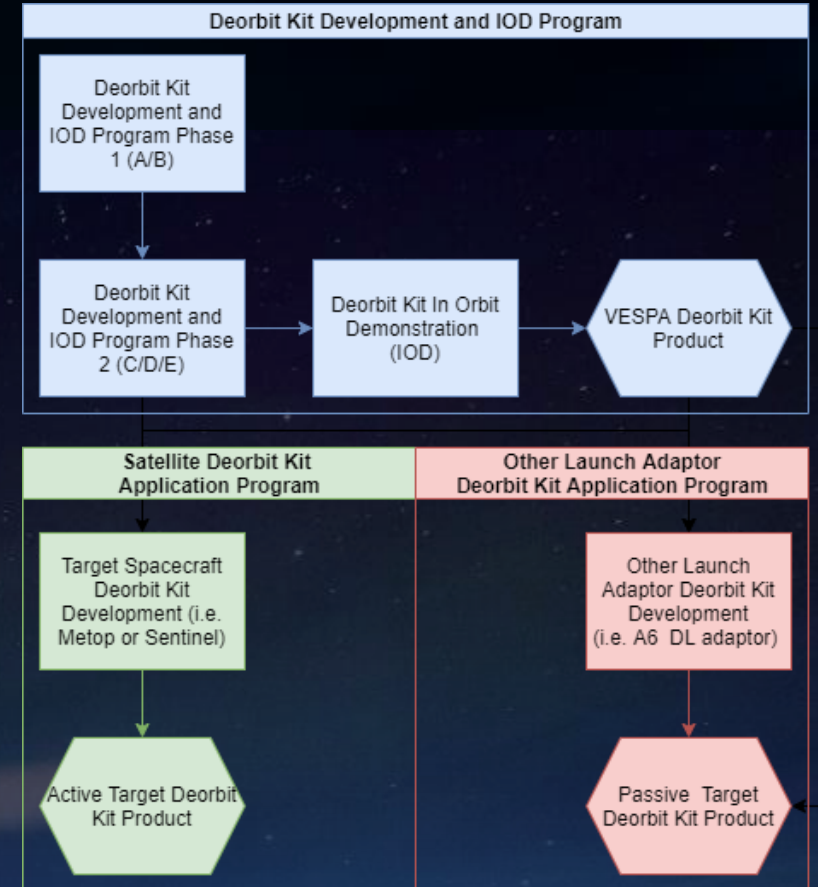 Deorbit Kit Development and IOD Program
Deorbit Kit
Development and
IOD Program Phase
1 (A/B)
Deorbit Kit
Development and
IOD Program Phase
2 (C/D/E)
Deorbit Kit In Orbit
Demonstration
(IOD)
VESPA Deorbit Kit
Product
Satellite Deorbit Kit
Application Program
Other Launch Adaptor
Deorbit Kit Application Program
Target Spacecraft
Deorbit Kit
Development (i.e.
Metop or Sentinel)
Other Launch
Adaptor Deorbit Kit
Development
(i.e. A6 DL adaptor)
Active Target Deorbit
Kit Product
Passive Target
Deorbit Kit Product